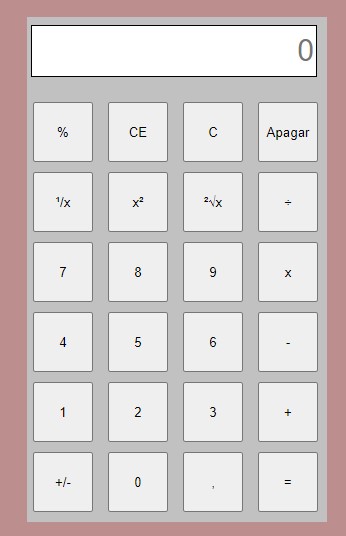 0
% CE C Apagar
¹/x x² ²√x ÷
7 8 9 x
4 5 6 -
1 2 3 +
+/- 0 , =